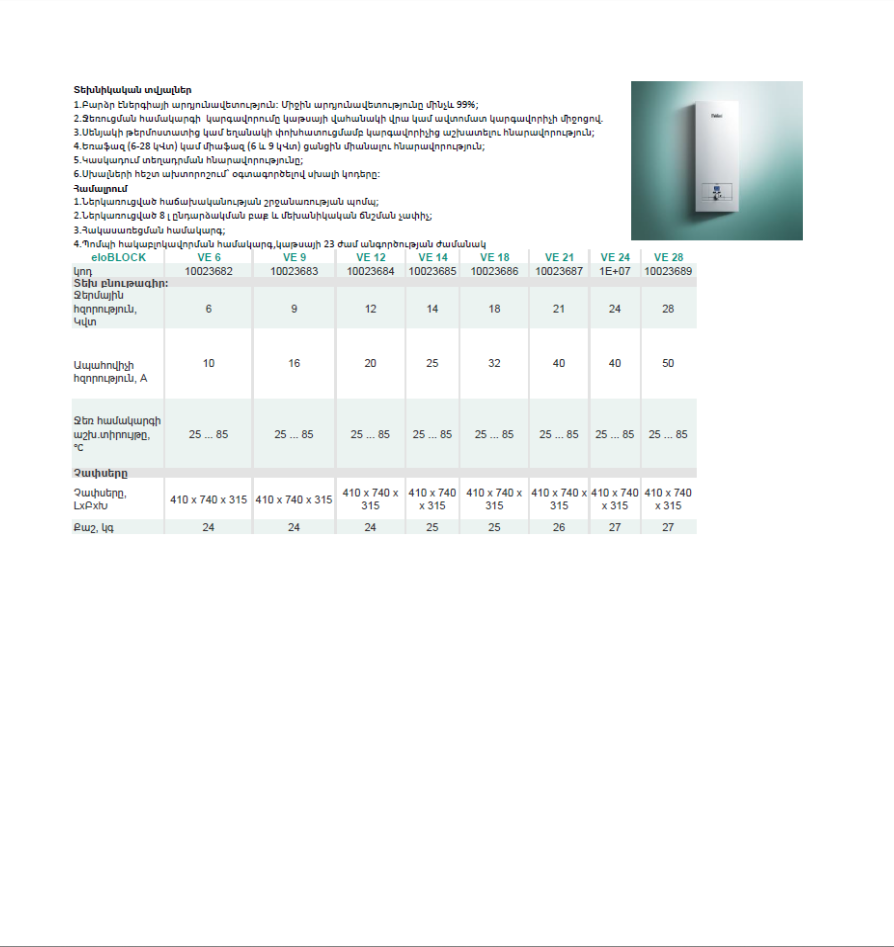 Տեխնիկական տվյալներ
1.Բարձր էներգիայի արդյունավետություն: Միջին արդյունավետությունը մինչև 99%;
2.Ջեռուցման համակարգի կարգավորումը կաթսայի վահանակի վրա կամ ավտոմատ կարգավորիչի միջոցով.
3.Սենյակի թերմոստատից կամ եղանակի փոխհատուցմամբ կարգավորիչից աշխատելու հնարավորություն;
4.Եռաֆազ (6-28 կՎտ) կամ միաֆազ (6 և 9 կՎտ) ցանցին միանալու հնարավորություն;
5.Կասկադում տեղադրման հնարավորությունը;
6.Սխալների հեշտ ախտորոշում՝ օգտագործելով սխալի կոդերը:
Համալրում
1.Ներկառուցված հաճախականության շրջանառության պոմպ;
2.Ներկառուցված 8 լ ընդարձակման բաք և մեխանիկական ճնշման չափիչ;
3.Հակասառեցման համակարգ;
4.Պոմպի հակաբլոկավորման համակարգ,կաթսայի 23 ժամ անգործության ժամանակ
eloBLOCK VE 6 VE 9 VE 12 VE 14 VE 18 VE 21 VE 24 VE 28
կոդ 10023682 10023683 10023684 10023685 10023686 10023687 1E+07 10023689
Տեխ բնութագիր:
Ջերմային
հզորություն, 6 9 12 14 18 21 24 28
Կվտ
Ապահովիչի 10 16 20 25 32 40 40 50
հզորություն, A
Ջեռ համակարգի
աշխ.տիրույթը, 25 ... 85 25 ... 85 25 ... 85 25 ... 85 25 ... 85 25 ... 85 25 ... 85 25 ... 85
°C
Չափսերը
Չափսերը, 410 x 740 x 315 410 x 740 x 315 410 x 740 x 410 x 740 410 x 740 x 410 x 740 x 410 x 740 410 x 740
LxԲxԽ 315 x 315 315 315 x 315 x 315
Քաշ, կգ 24 24 24 25 25 26 27 27
Vaillant